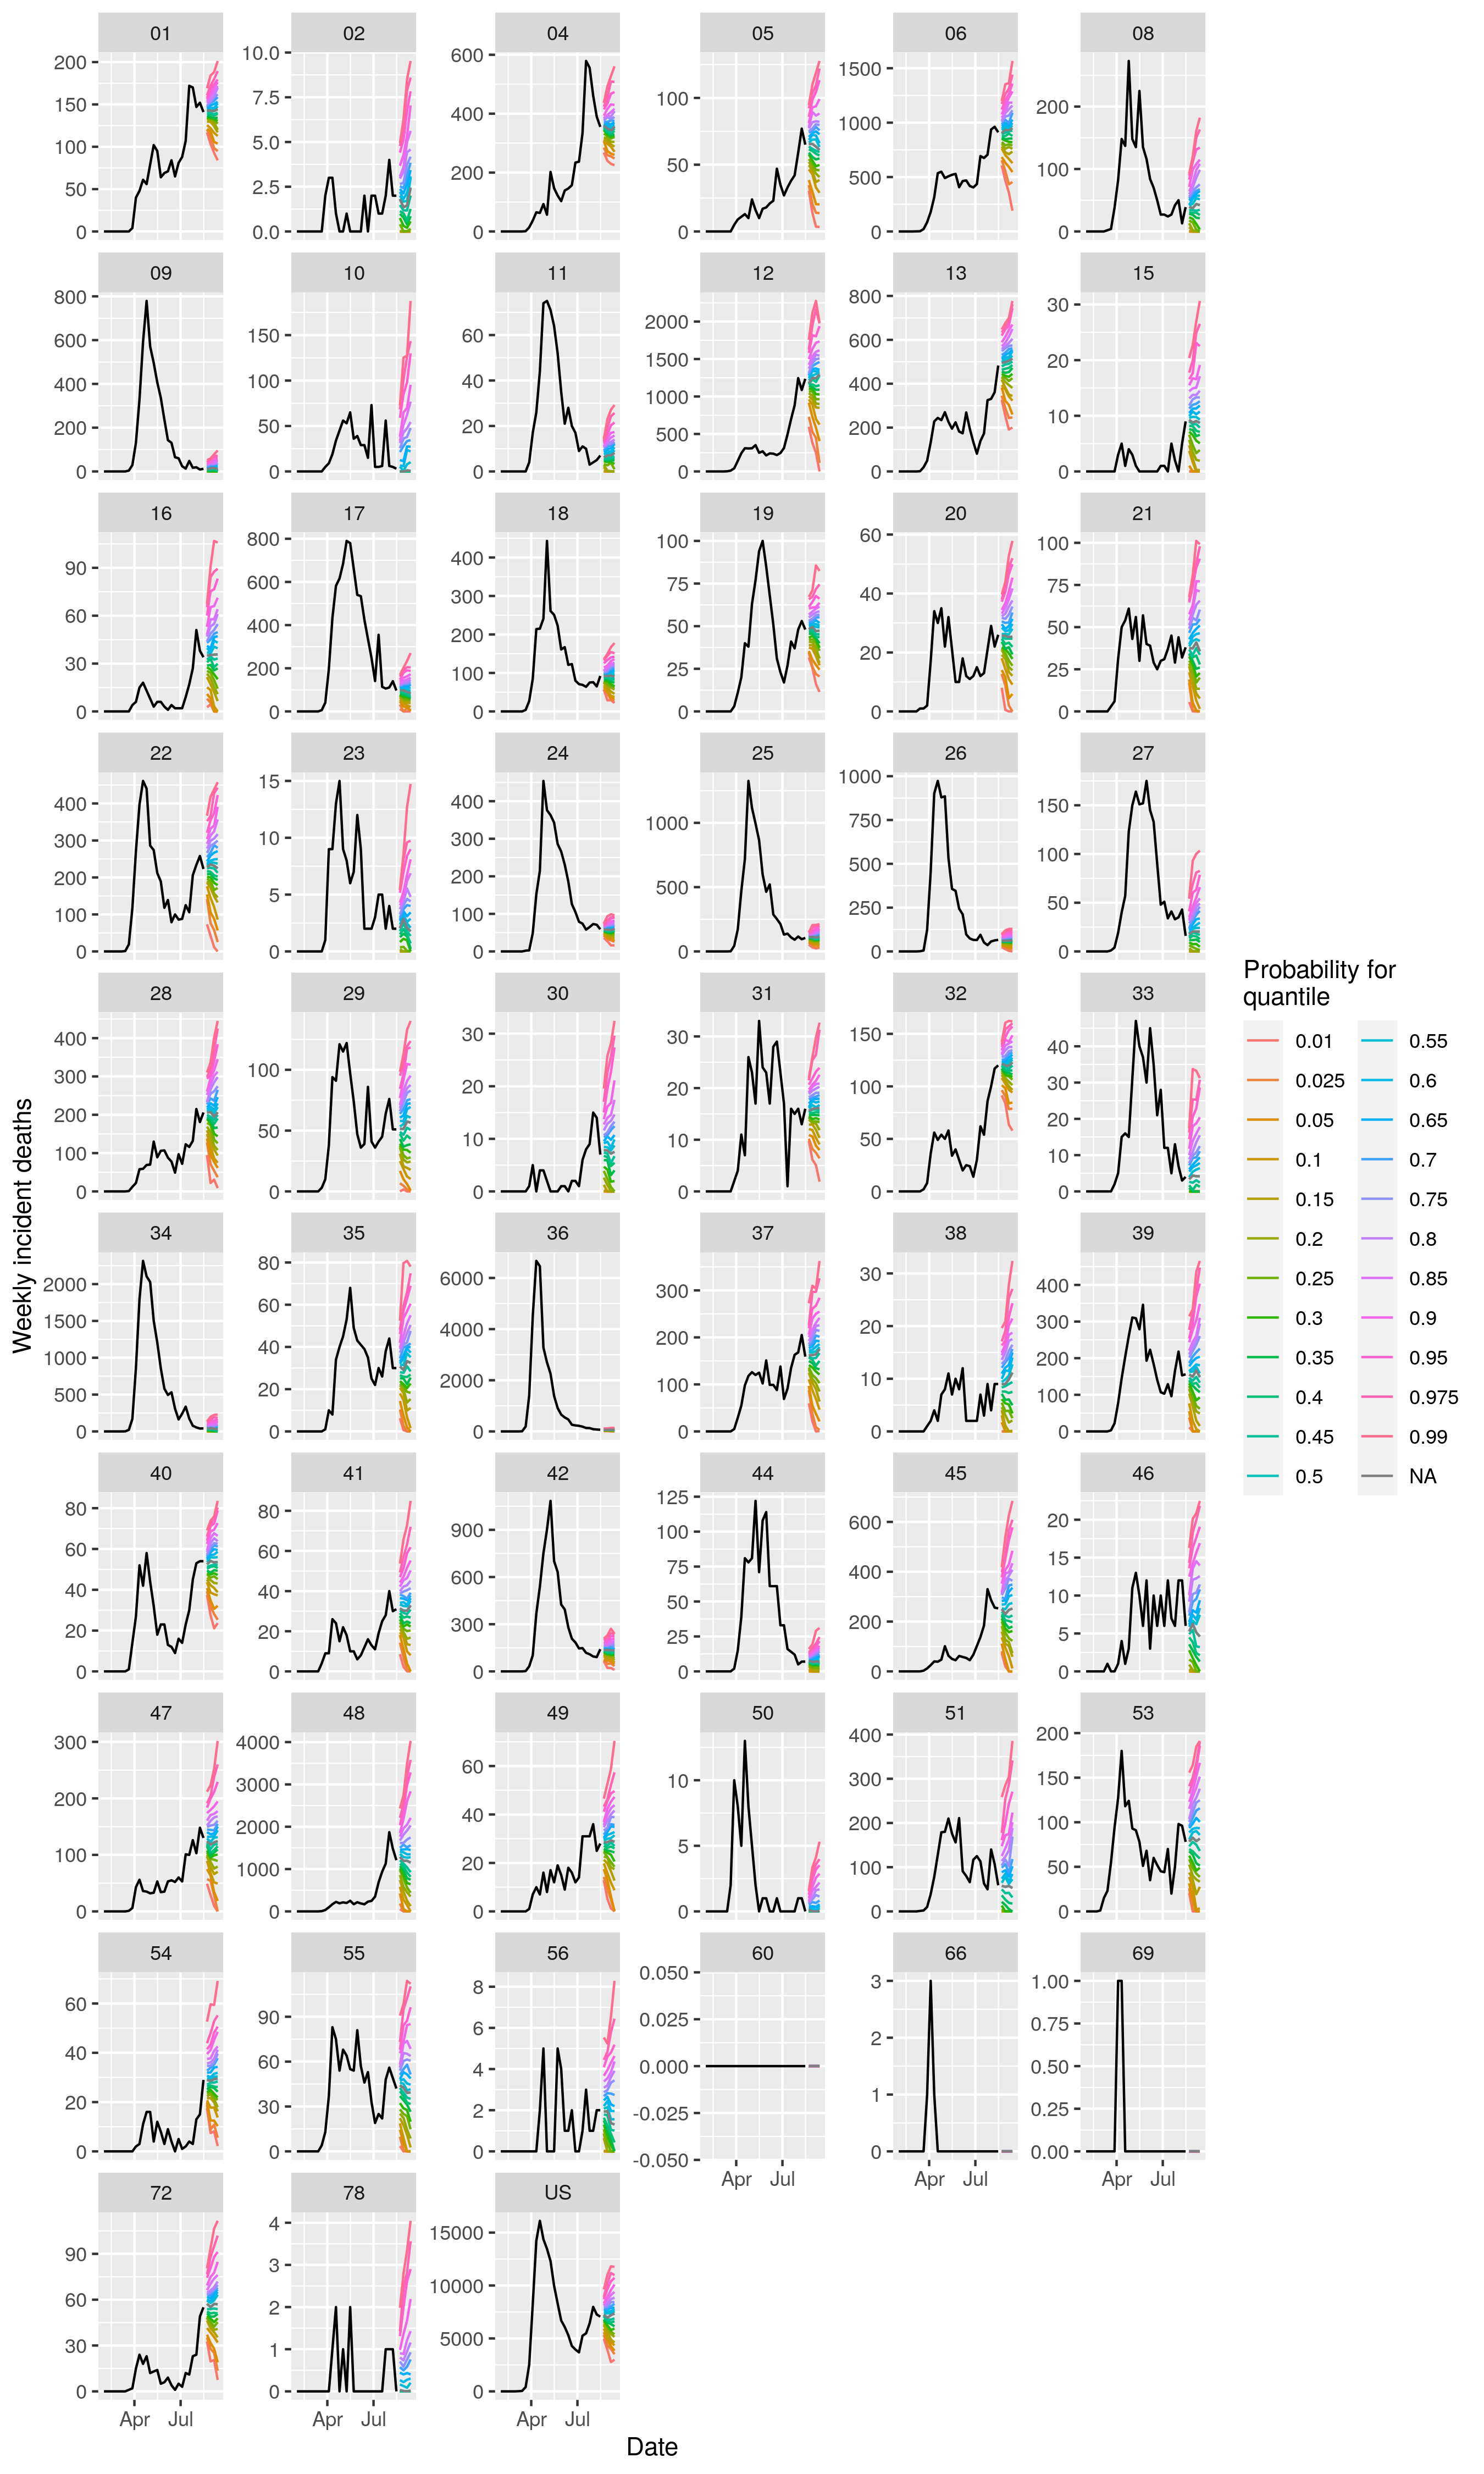 01 02 04 05 06 08
200 150 100 50 0
10.0 7.5 5.0 2.5 0.0
600 400 200 0
100 50 0
1500 1000 500 0
200 100 0
09 10 11 12 13 15
800 600 400 200 0
150 100 50 0
60 40 20 0
2000 1500 1000 500 0
800 600 400 200 0
30 20 10 0
16 17 18 19 20 21
90 60 30 0
800 600 400 200 0
400 300 200 100 0
100 75 50 25 0
60 40 20 0
100 75 50 25 0
22 23 24 25 26 27
400 300 200 100 0
15 10 5 0
400 300 200 100 0
1000 500 0
1000 750 500 250 0
150 100 50 0
28 29 30 31 32 33
400 300 200 100 0
100 50 0
30 20 10 0
30 20 10 0
150 100 50 0
40 30 20 10 0
34 35 36 37 38 39
2000 1500 1000 500 0
80 60 40 20 0
6000 4000 2000 0
300 200 100 0
30 20 10 0
400 300 200 100 0
40 41 42 44 45 46
80 60 40 20 0
80 60 40 20 0
900 600 300 0
125 100 75 50 25 0
600 400 200 0
20 15 10 5 0
47 48 49 50 51 53
300 200 100 0
4000 3000 2000 1000 0
60 40 20 0
10 5 0
400 300 200 100 0
200 150 100 50 0
54 55 56 60 66 69
60 40 20 0
90 60 30 0
8 6 4 2 0
0.050 0.025 0.000 -0.025 -0.050
3 2 1 0
1.00 0.75 0.50 0.25 0.00
Apr Jul Apr Jul Apr Jul
72 78 US
90 60 30 0
4 3 2 1 0
15000 10000 5000 0
Apr Jul Apr Jul Apr Jul
Date
Weekly incident deaths
Probability for
quantile
0.01 0.55
0.025 0.6
0.05 0.65
0.1 0.7
0.15 0.75
0.2 0.8
0.25 0.85
0.3 0.9
0.35 0.95
0.4 0.975
0.45 0.99
0.5 NA